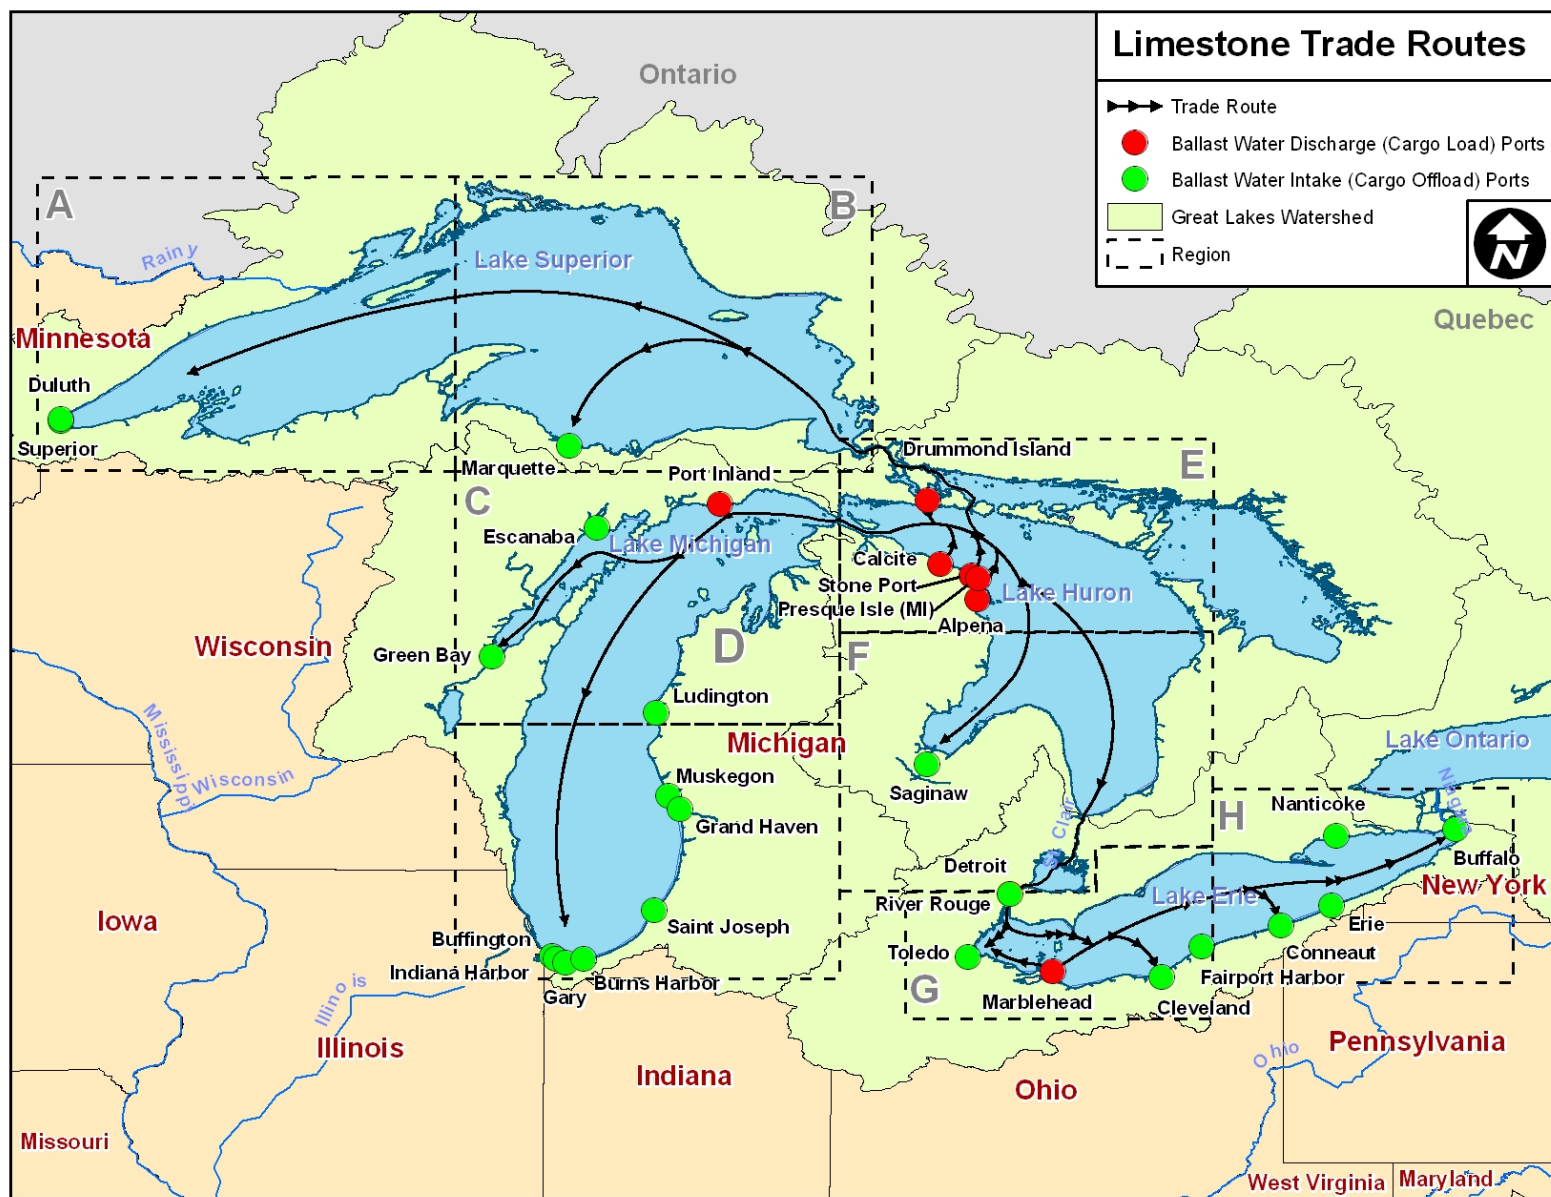 Limestone Trade Routes
Trade Route
Ballast Water Discharge (Cargo Load) Ports
Ballast Water Intake (Cargo Offload) Ports
Great Lakes Watershed
Region
N
Ontario
A
B
Rainy
Lake Superior
Minnesota
Quebec
Duluth
Superior
Marquette
Port Inland
Drummond Island
E
C
Escanaba
Lake Michigan
Calcite
Stone Port
Presque Isle (MI)
Lake Huron
Alpena
Wisconsin
Green Bay
D
F
Ludington
Michigan
Mississippi
Wisconsin
Lake Ontario
Niagra
Muskegon
Grand Haven
Saginaw
St Clair
Nanticoke
H
Detroit
Buffalo
New York
River Rouge
Lake Erie
Iowa
Saint Joseph
Erie
Buffington
Toledo
Conneaut
Indiana Harbor
Burns Harbor
Fairport Harbor
Gary
G
Marblehead
Cleveland
Illinois
Illinois
Indiana
Ohio
Ohio
Pennsylvania
Missouri
West Virginia
Maryland